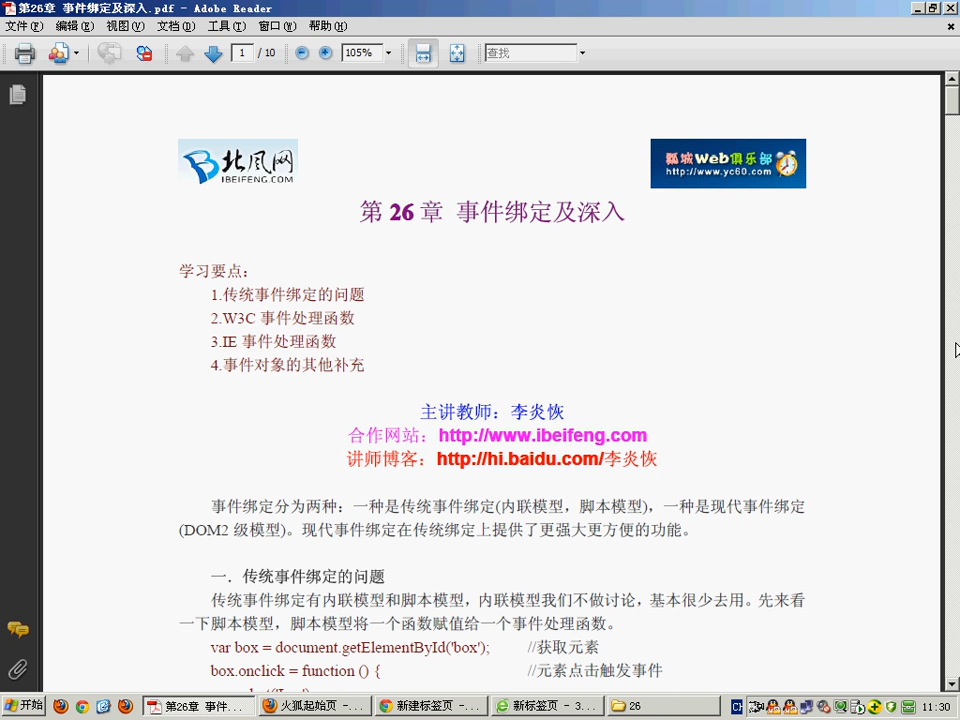 第26章 事件绑定及深入.pdf - Adobe Reader
文件(F) 编辑(E) 视图(V) 文档(D) 工具(T) 窗口(W) 帮助(H)
1 / 10 105% 查找
北风网
IBEIFENG.COM
瓢城Web俱乐部
http://www.yc60.com
第 26 章 事件绑定及深入
学习要点：
1.传统事件绑定的问题
2.W3C 事件处理函数
3.IE 事件处理函数
4.事件对象的其他补充
主讲教师：李炎恢
合作网站：http://www.ibeifeng.com
讲师博客：http://hi.baidu.com/李炎恢
事件绑定分为两种：一种是传统事件绑定(内联模型，脚本模型)，一种是现代事件绑定
(DOM2 级模型)。现代事件绑定在传统绑定上提供了更强大更方便的功能。
一．传统事件绑定的问题
传统事件绑定有内联模型和脚本模型，内联模型我们不做讨论，基本很少去用。先来看
一下脚本模型，脚本模型将一个函数赋值给一个事件处理函数。
var box = document.getElementById('box'); //获取元素
box.onclick = function () { //元素点击触发事件
开始 第26章 事件... 火狐起始页 -... 新建标签页 -... 新标签页 - 3... 26 11:30